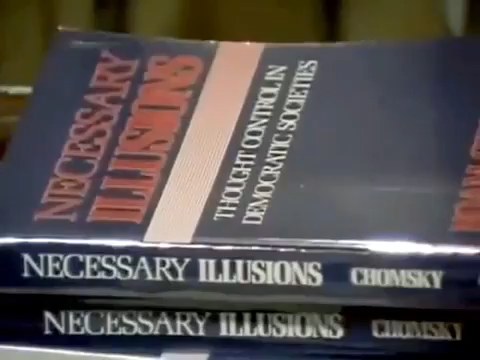 NECESSARY
ILLUSIONS
THOUGHT CONTROL IN
DEMOCRATIC SOCIETIES
NECESSARY ILLUSIONS CHOMSKY
NECESSARY ILLUSIONS CHOMSKY